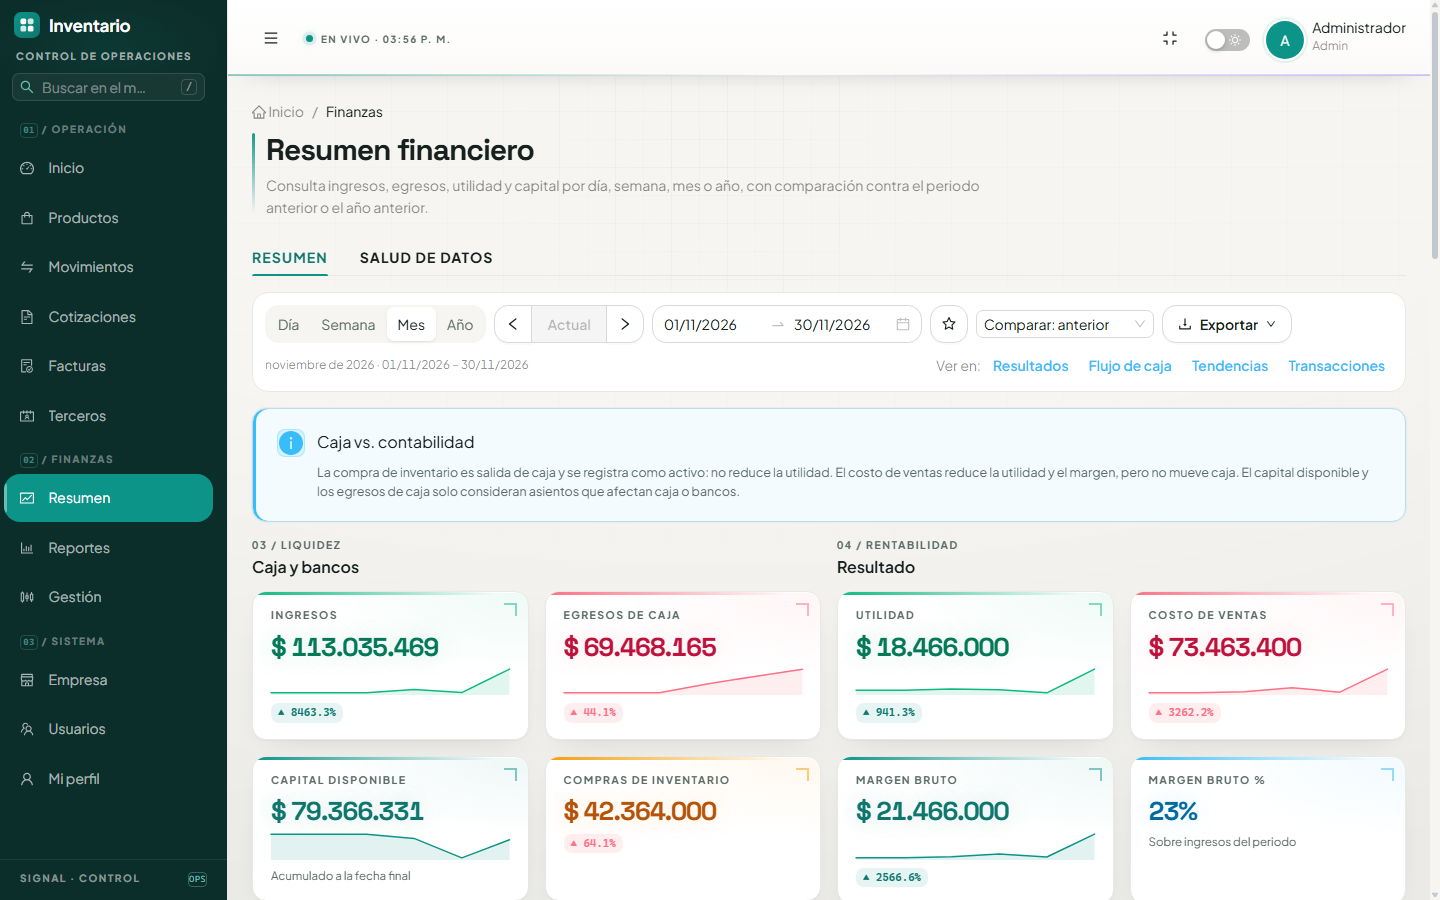 Inventario
CONTROL DE OPERACIONES
Buscar en el m... /
01 / OPERACIÓN
Inicio
Productos
Movimientos
Cotizaciones
Facturas
Terceros
02 / FINANZAS
Resumen
Reportes
Gestión
03 / SISTEMA
Empresa
Usuarios
Mi perfil
SIGNAL · CONTROL OPS
EN VIVO · 03:56 P. M.
A
Administrador
Admin
Inicio / Finanzas
Resumen financiero
Consulta ingresos, egresos, utilidad y capital por día, semana, mes o año, con comparación contra el periodo
anterior o el año anterior.
RESUMEN SALUD DE DATOS
Día Semana Mes Año Actual 01/11/2026 30/11/2026 Comparar: anterior Exportar
noviembre de 2026 · 01/11/2026 – 30/11/2026
Ver en: Resultados Flujo de caja Tendencias Transacciones
Caja vs. contabilidad
La compra de inventario es salida de caja y se registra como activo: no reduce la utilidad. El costo de ventas reduce la utilidad y el margen, pero no mueve caja. El capital disponible y
los egresos de caja solo consideran asientos que afectan caja o bancos.
03 / LIQUIDEZ
Caja y bancos
INGRESOS
$ 113.035.469
▲ 8463.3%
EGRESOS DE CAJA
$ 69.468.165
▲ 44.1%
CAPITAL DISPONIBLE
$ 79.366.331
Acumulado a la fecha final
COMPRAS DE INVENTARIO
$ 42.364.000
▲ 64.1%
04 / RENTABILIDAD
Resultado
UTILIDAD
$ 18.466.000
▲ 941.3%
COSTO DE VENTAS
$ 73.463.400
▲ 3262.2%
MARGEN BRUTO
$ 21.466.000
▲ 2566.6%
MARGEN BRUTO %
23%
Sobre ingresos del periodo